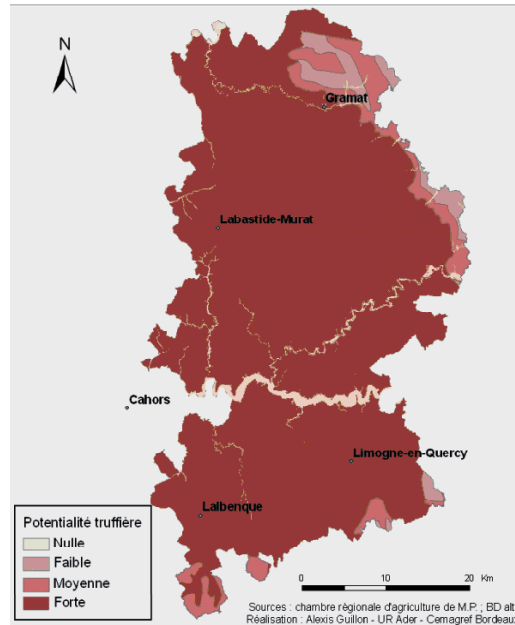 N
Gramat
Labastide-Murat
Cahors
Limogne-en-Quercy
Lalbenque
Potentialité truffière
Nulle
Faible
Moyenne
Forte
0 10 20 Km
Sources : chambre régionale d'agriculture de M.P. ; BD alt
Réalisation : Alexis Guillon - UR Ader - Cemagref Bordeaux